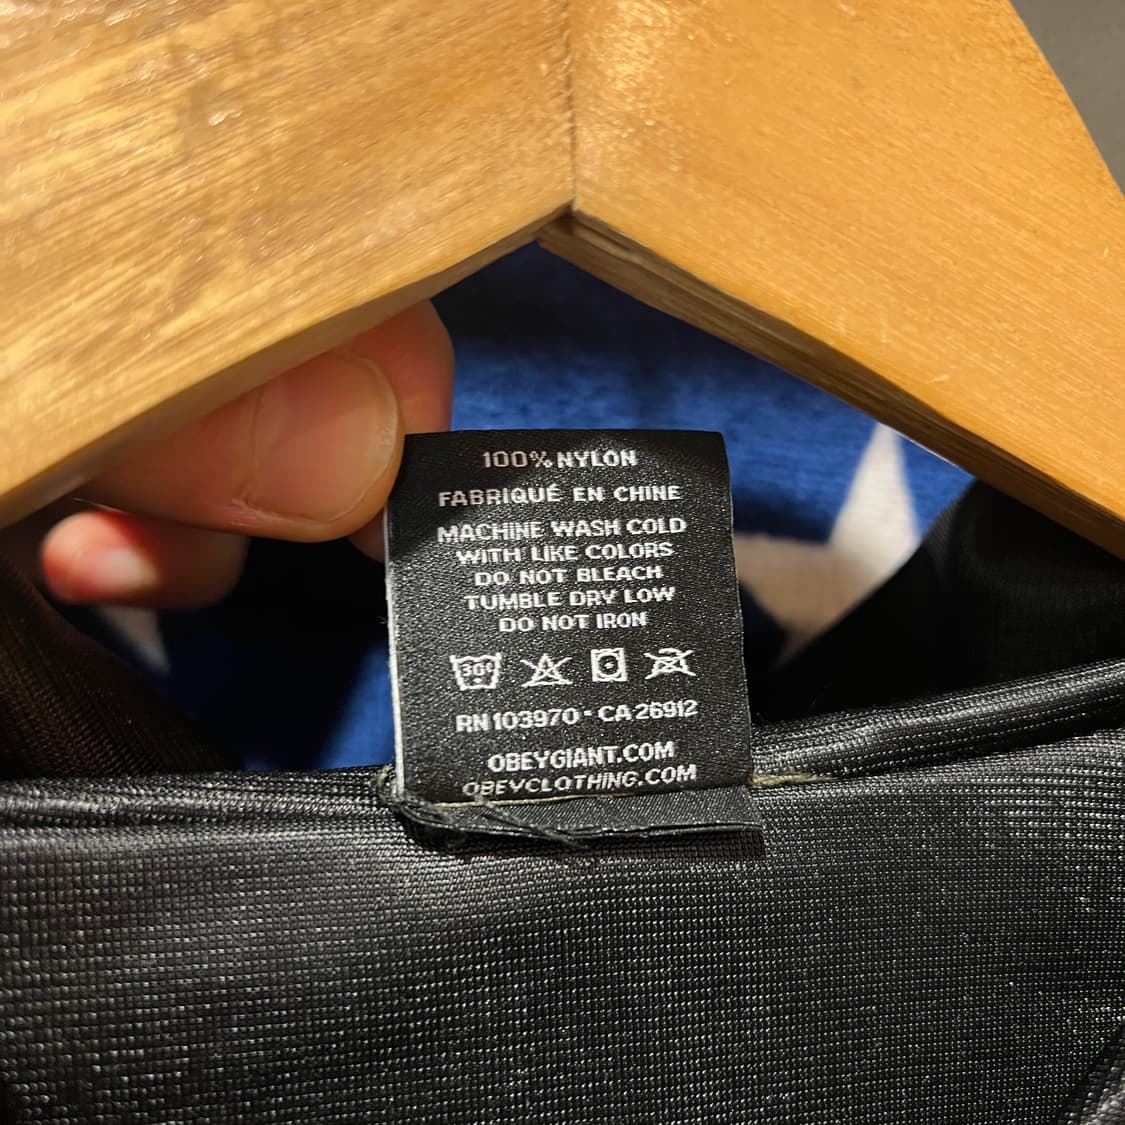 100% NYLON
FABRIQUÉ EN CHINE
MACHINE WASH COLD
WITH LIKE COLORS
DO NOT BLEACH
TUMBLE DRY LOW
DO NOT IRON
30¢
RN 103970 - CA 26912
OBEYGIANT.COM
OBEYCLOTHING.COM